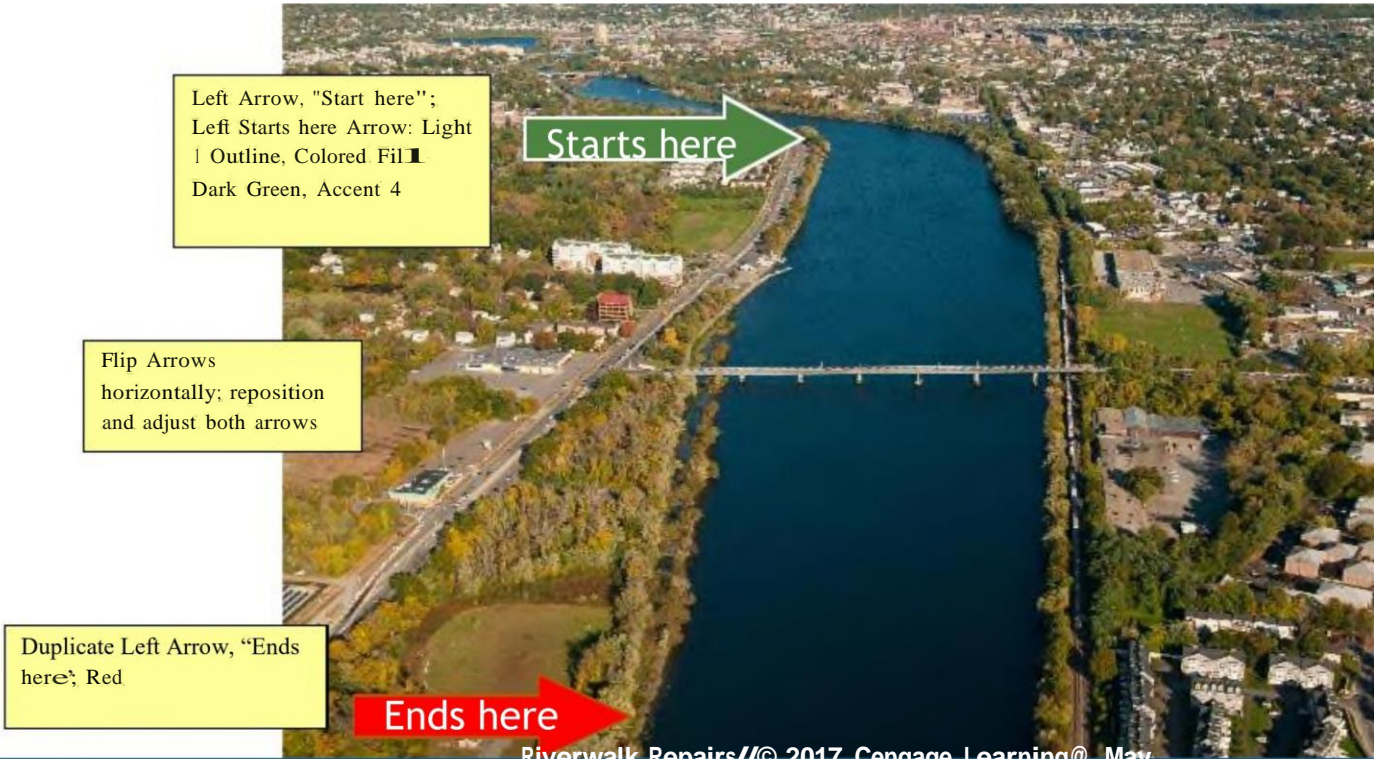 Left Arrow, "Start here";
Left Starts here Arrow: Light
1 Outline, Colored Fill
Dark Green, Accent 4
Starts here
Flip Arrows
horizontally; reposition
and adjust both arrows
Duplicate Left Arrow, “Ends
here”; Red
Ends here
Riverwalk Repairs//© 2017 Cengage Learning@ May